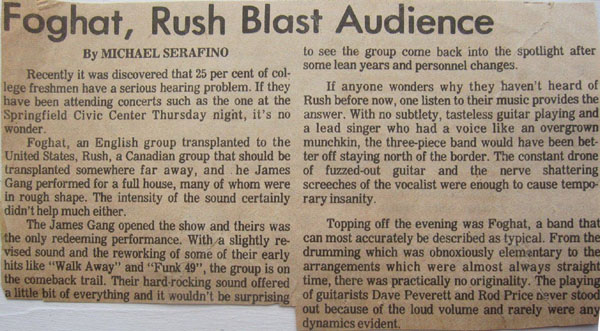 Foghat, Rush Blast Audience
By MICHAEL SERAFINO
Recently it was discovered that 25 per cent of col-
lege freshmen have a serious hearing problem. If they
have been attending concerts such as the one at the
Springfield Civic Center Thursday night, it's no
wonder.
Foghat, an English group transplanted to the
United States, Rush, a Canadian group that should be
transplanted somewhere far away, and he James
Gang performed for a full house, many of whom were
in rough shape. The intensity of the sound certainly
didn't help much either.
The James Gang opened the show and theirs was
the only redeeming performance. With a slightly re-
vised sound and the reworking of some of their early
hits like "Walk Away" and "Funk 49", the group is on
the comeback trail. Their hard-rocking sound offered
a little bit of everything and it wouldn't be surprising
to see the group come back into the spotlight after
some lean years and personnel changes.
If anyone wonders why they haven't heard of
Rush before now, one listen to their music provides the
answer. With no subtlety, tasteless guitar playing and
a lead singer who had a voice like an overgrown
munchkin, the three-piece band would have been bet-
ter off staying north of the border. The constant drone
of fuzzed-out guitar and the nerve shattering
screeches of the vocalist were enough to cause tempo-
rary insanity.
Topping off the evening was Foghat, a band that
can most accurately be described as typical. From the
drumming which was obnoxiously elementary to the
arrangements which were almost always straight
time, there was practically no originality. The playing
of guitarists Dave Peverett and Rod Price never stood
out because of the loud volume and rarely were any
dynamics evident.